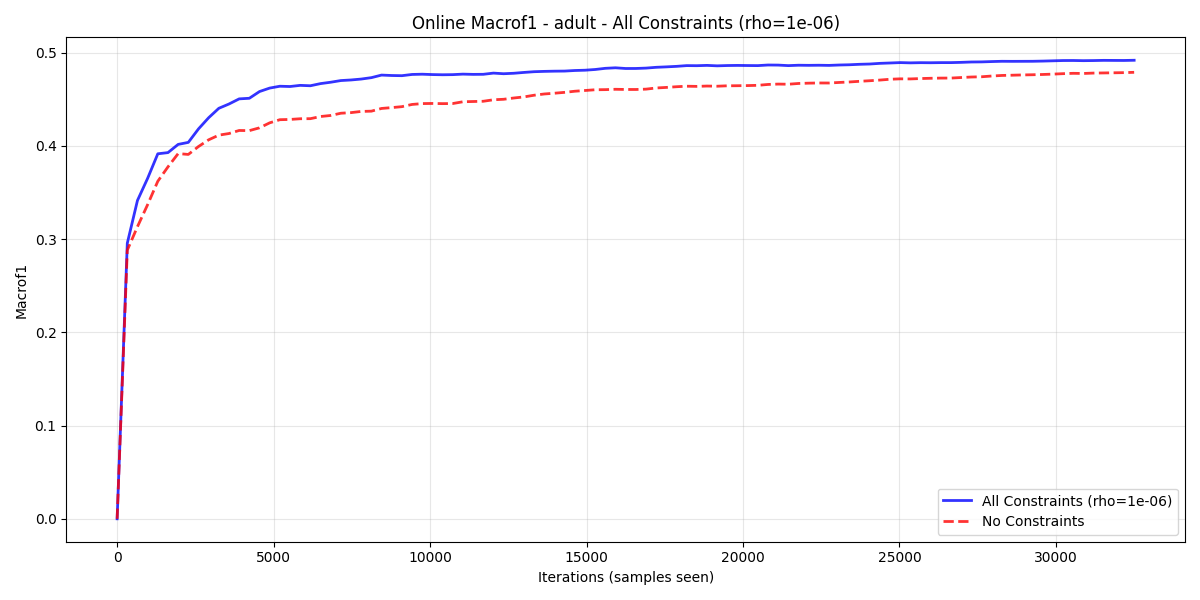 Online Macrof1 - adult - All Constraints (rho=1e-06)
0.5
0.4
0.3
0.2
0.1
0.0
Macrof1
0 5000 10000 15000 20000 25000 30000
Iterations (samples seen)
All Constraints (rho=1e-06)
No Constraints